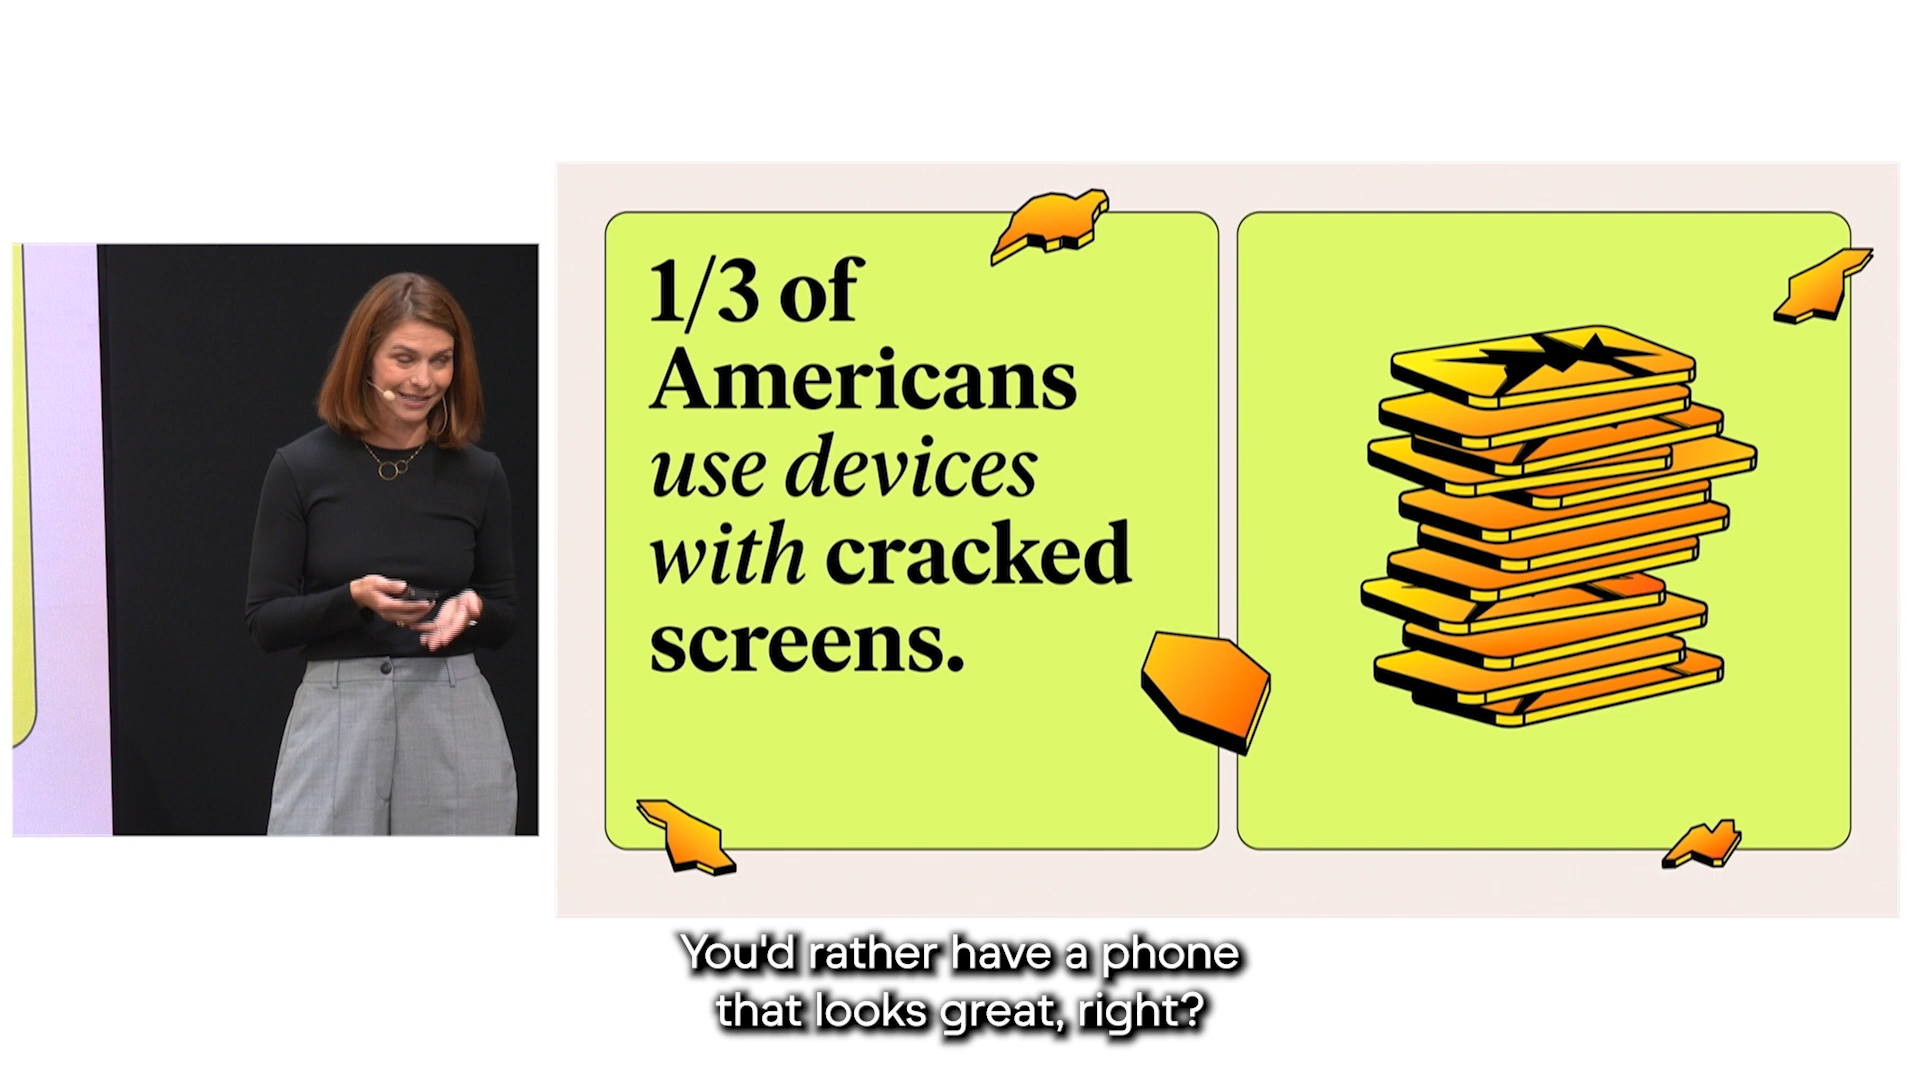 1/3 of
Americans
use devices
with cracked
screens.
You'd rather have a phone
that looks great, right?